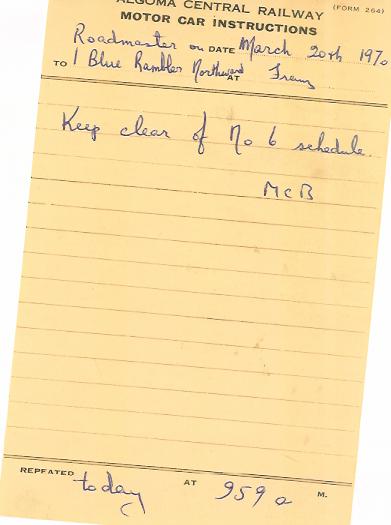 ALGOMA CENTRAL RAILWAY (FORM 264)
MOTOR CAR INSTRUCTIONS
Roadmaster on DATE March 20th 1970
TO 1 Blue Rambler Northward AT Franz
Keep clear of No 6 schedule.
McB
REPEATED today AT 959 a M.